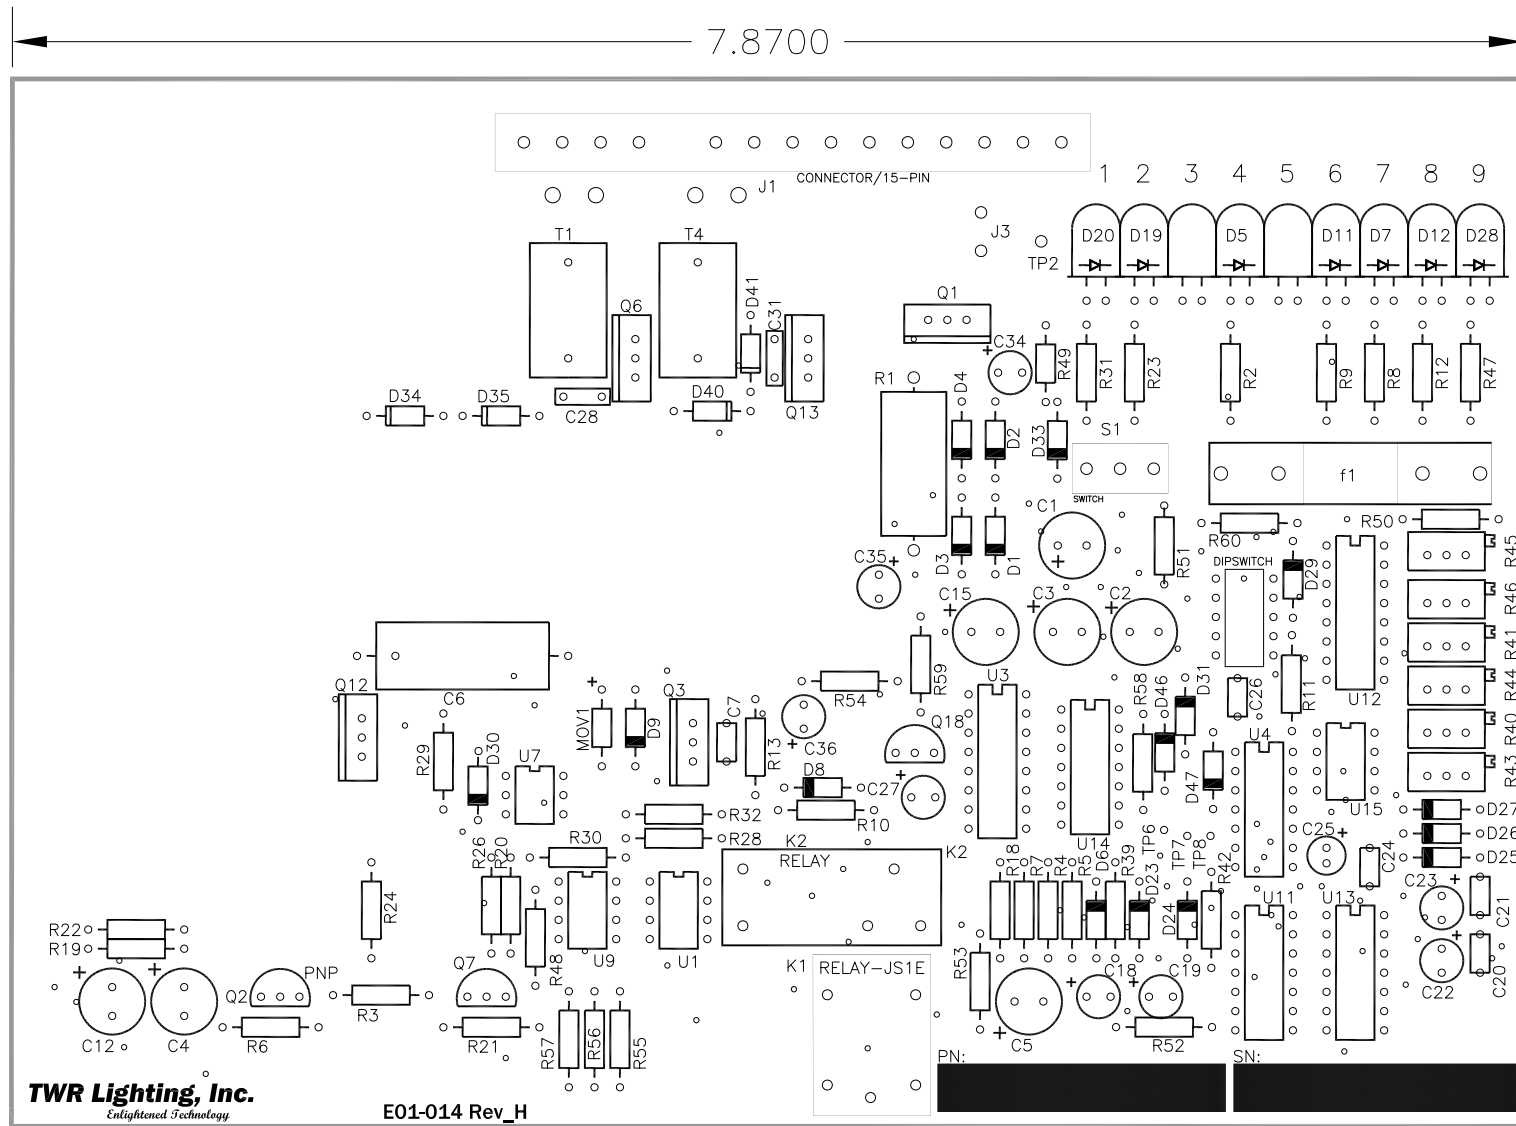 7.8700
CONNECTOR/15-PIN
J1
1 2 3 4 5 6 7 8 9
T1 T4 J3 TP2
D20 D19 D5 D11 D7 D12 D28
Q6 D41 C31 Q1
C34 R49 R31 R23 R2 R9 R8 R12 R47
D34 D35 C28 D40 Q13 R1 D4
D2 D33 S1
SWITCH
f1
C1 R51 R60 R50
C35 D3 D1 DIPSWITCH D29 R45
C15 C3 C2 R46
R41
R59 R44
Q12 C6 MOV1 D9 Q3 C7 R13 R54 U3 R58 D46 D31 C26 R11 U12
R29 D30 U7 C36 Q18 U4 R40
D8 C27 D47 R43
R32 R10 U15 D27
R28 U14 TP6 C25 D26
R26 R20 R30 K2 RELAY K2 TP7 TP8 C24 D25
R18 R7 R4 R5 D6 R39 D23 D24 R42 C23
R24 U11 U13 C21
R22
R19
R48 U9 U1 R53 C22 C20
PNP Q7 K1 RELAY-JS1E C18 C19
Q2 R3
C12 C4 R6 R21 R57 R56 R55 C5 R52
PN: SN:
TWR Lighting, Inc.
Enlightened Technology
E01-014 Rev_H